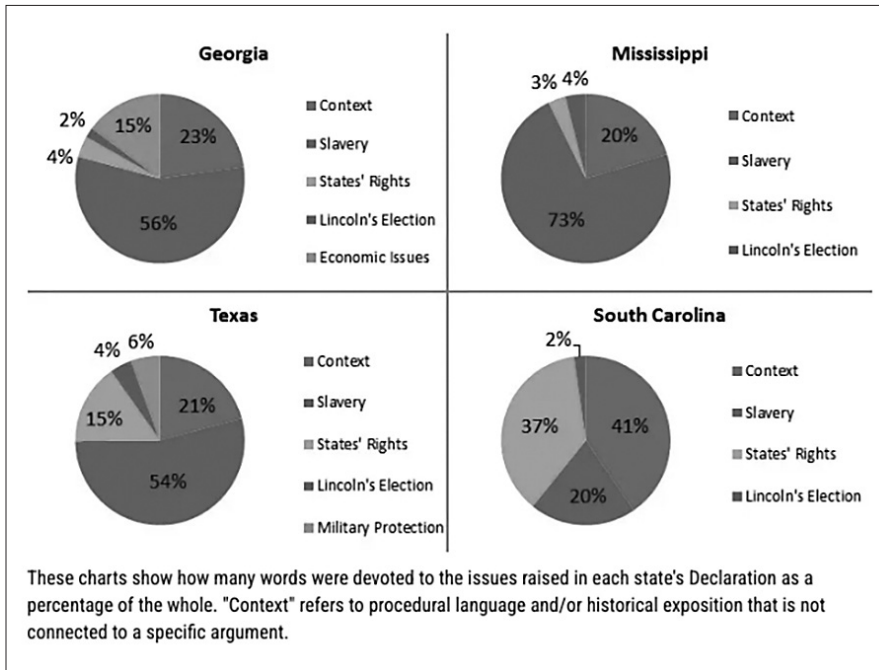 Georgia
2%
15%
23%
4%
56%
Context
Slavery
States' Rights
Lincoln's Election
Economic Issues
Mississippi
3%
4%
20%
73%
Context
Slavery
States' Rights
Lincoln's Election
Texas
4%
6%
21%
15%
54%
Context
Slavery
States' Rights
Lincoln's Election
Military Protection
South Carolina
2%
37%
41%
20%
Context
Slavery
States' Rights
Lincoln's Election
These charts show how many words were devoted to the issues raised in each state's Declaration as a
percentage of the whole. "Context" refers to procedural language and/or historical exposition that is not
connected to a specific argument.